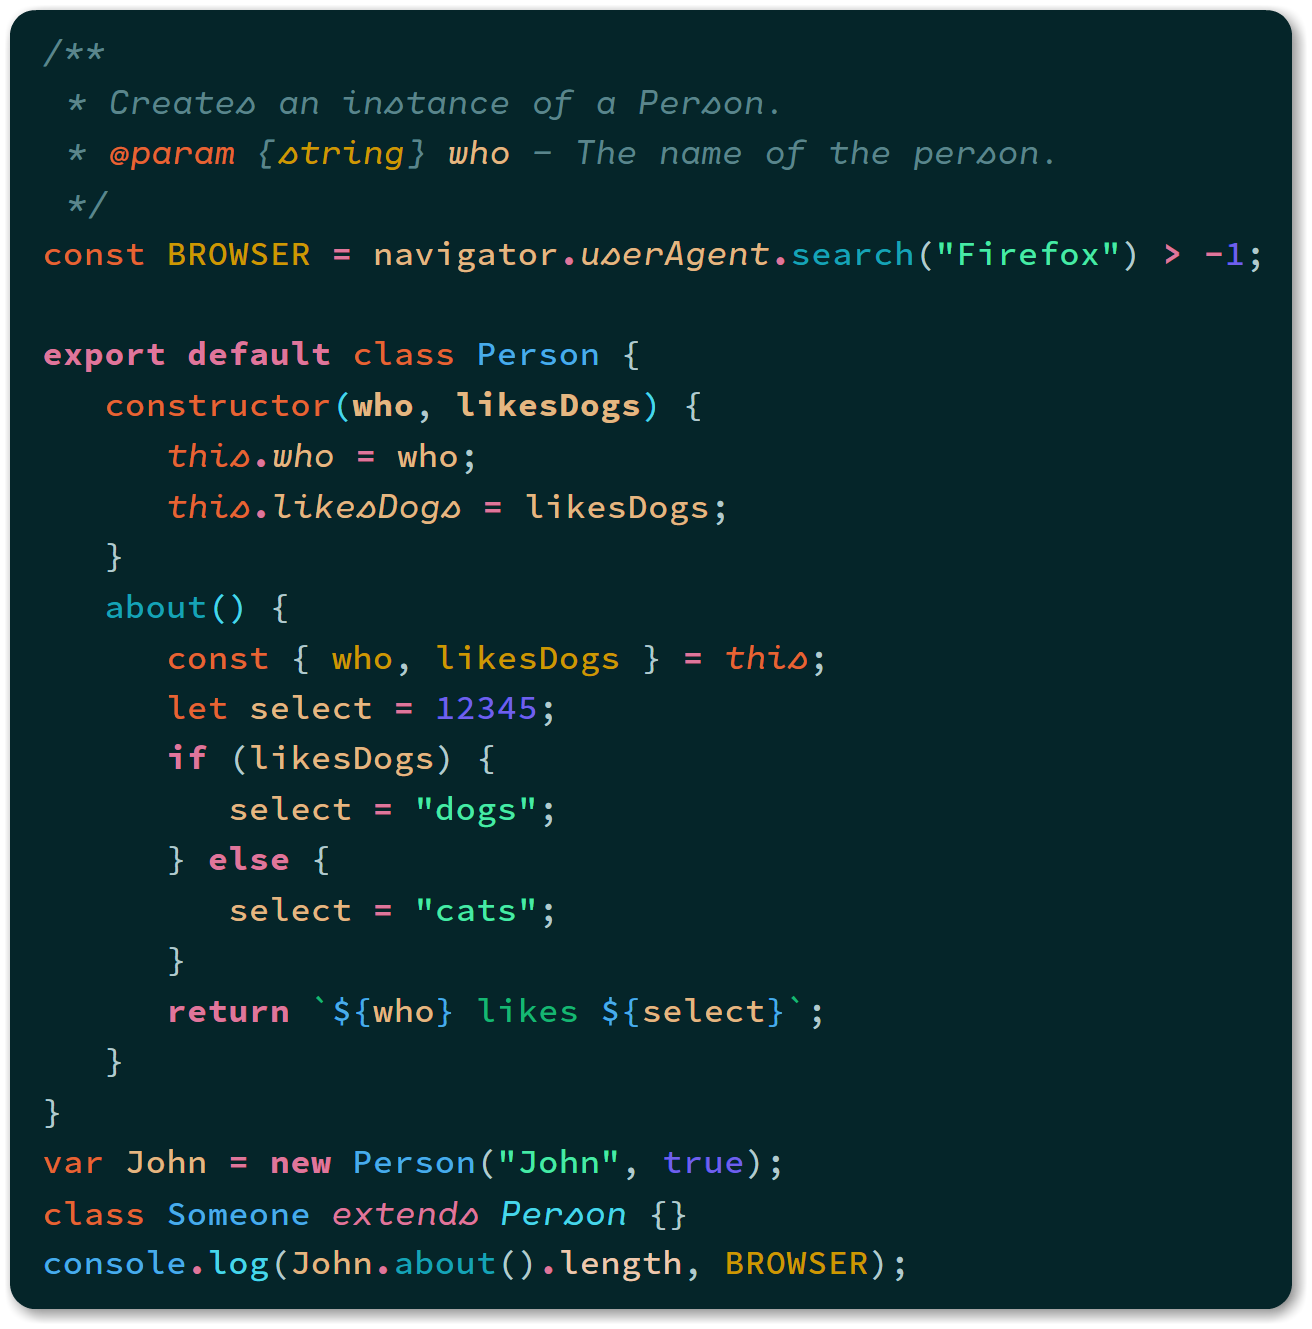 /**
 * Creates an instance of a Person.
 * @param {string} who - The name of the person.
 */
const BROWSER = navigator.userAgent.search("Firefox") > -1;

export default class Person {
   constructor(who, likesDogs) {
      this.who = who;
      this.likesDogs = likesDogs;
   }
   about() {
      const { who, likesDogs } = this;
      let select = 12345;
      if (likesDogs) {
         select = "dogs";
      } else {
         select = "cats";
      }
      return `${who} likes ${select}`;
   }
}
var John = new Person("John", true);
class Someone extends Person {}
console.log(John.about().length, BROWSER);